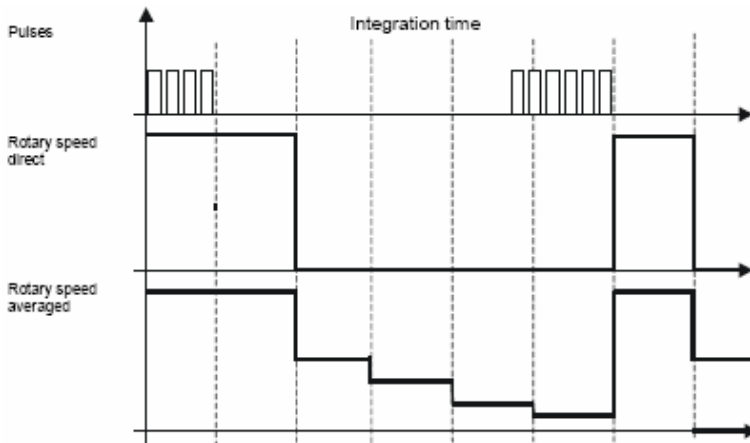 Pulses
Integration time
Rotary speed
direct
Rotary speed
averaged